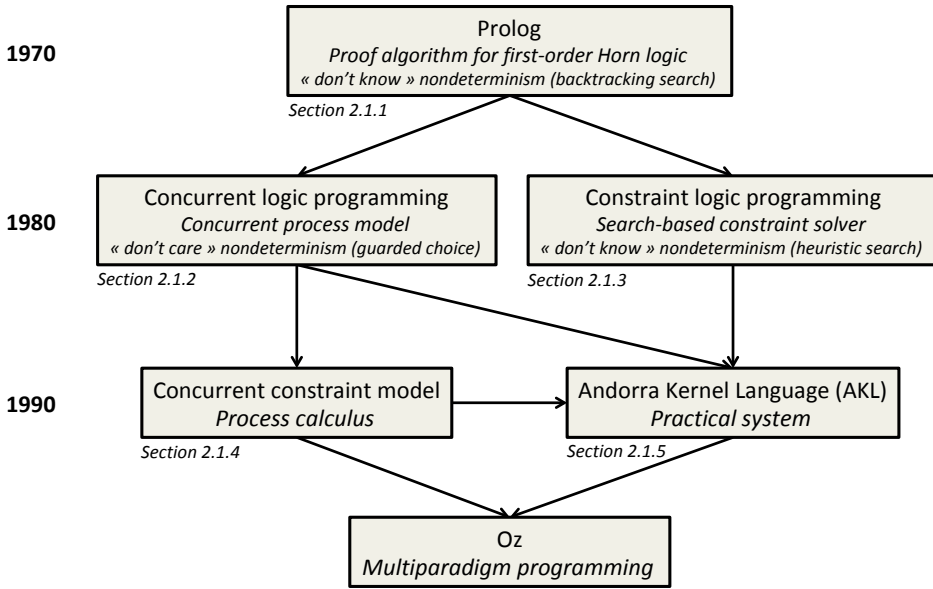 1970
Prolog
Proof algorithm for first-order Horn logic
« don’t know » nondeterminism (backtracking search)
Section 2.1.1
1980
Concurrent logic programming
Concurrent process model
« don’t care » nondeterminism (guarded choice)
Section 2.1.2
Constraint logic programming
Search-based constraint solver
« don’t know » nondeterminism (heuristic search)
Section 2.1.3
1990
Concurrent constraint model
Process calculus
Section 2.1.4
Andorra Kernel Language (AKL)
Practical system
Section 2.1.5
Oz
Multiparadigm programming